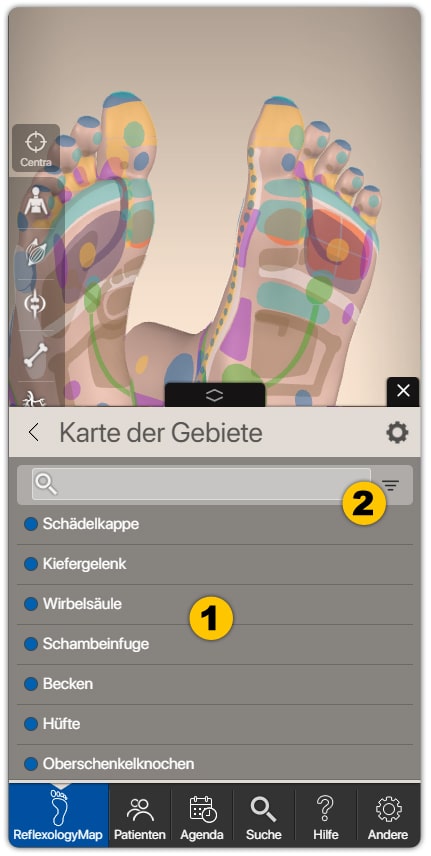 Centra
Karte der Gebiete
2
Schädelkappe
Kiefergelenk
Wirbelsäule
1
Schambeinfuge
Becken
Hüfte
Oberschenkelknochen
ReflexologyMap Patienten Agenda Suche Hilfe Andere